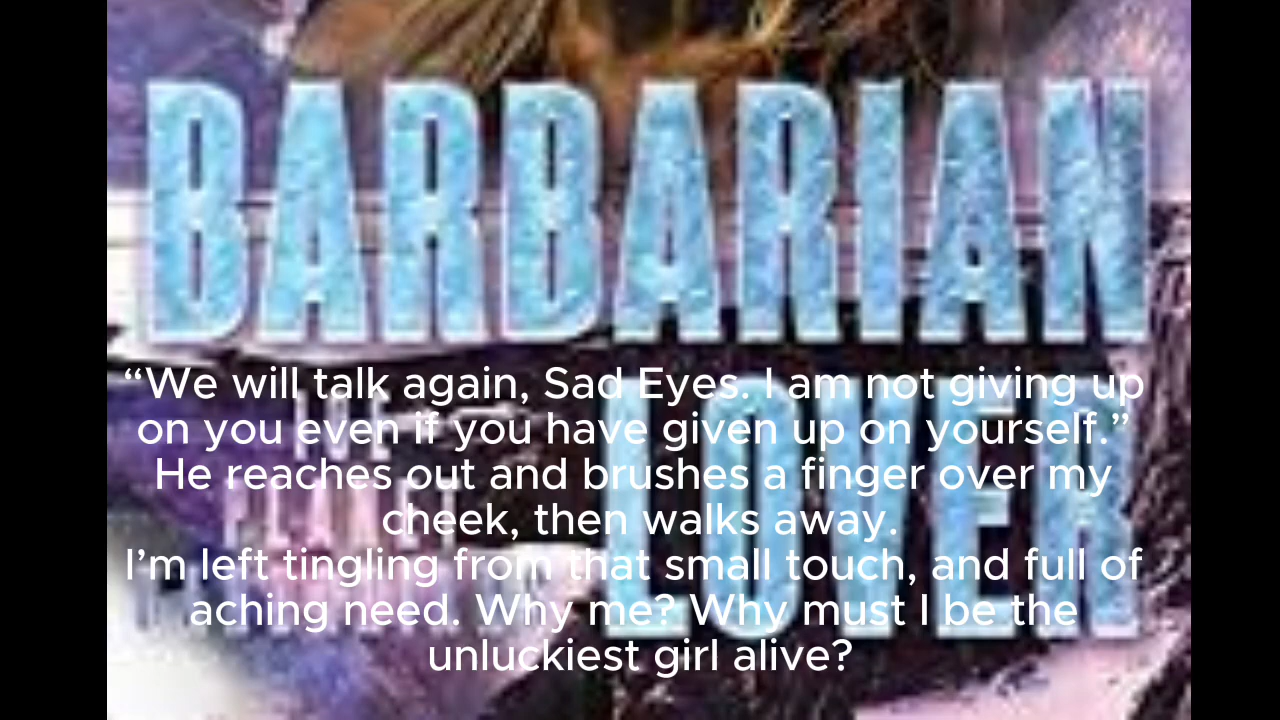 BARBARIAN
“We will talk again, Sad Eyes. I am not giving up
on you even if you have given up on yourself.”
He reaches out and brushes a finger over my
cheek, then walks away.
I’m left tingling from that small touch, and full of
aching need. Why me? Why must I be the
unluckiest girl alive?
ICE
PLANET
LOVER